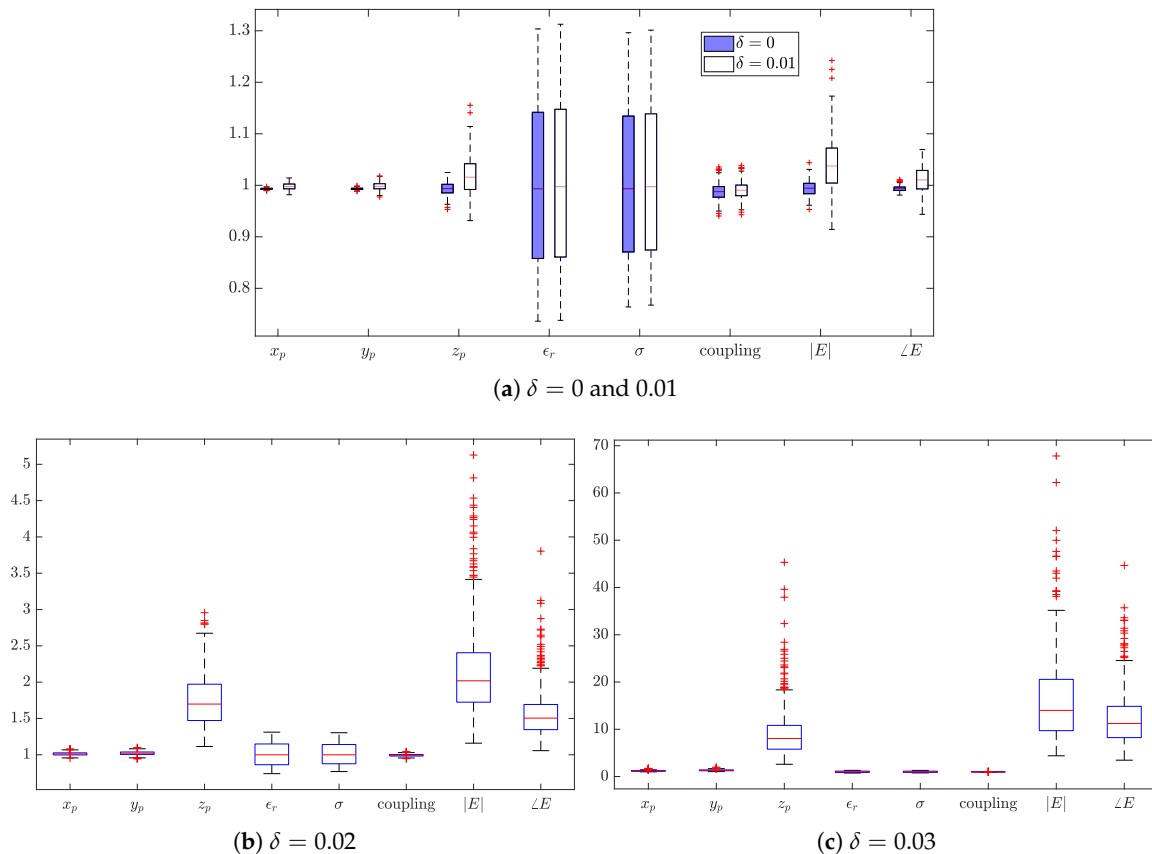 1.3
1.2
1.1
1
0.9
0.8
δ = 0
δ = 0.01
x_p y_p z_p ϵ_r σ coupling |E| ∠E
(a) δ = 0 and 0.01
5
4.5
4
3.5
3
2.5
2
1.5
1
x_p y_p z_p ϵ_r σ coupling |E| ∠E
(b) δ = 0.02
70
60
50
40
30
20
10
0
x_p y_p z_p ϵ_r σ coupling |E| ∠E
(c) δ = 0.03